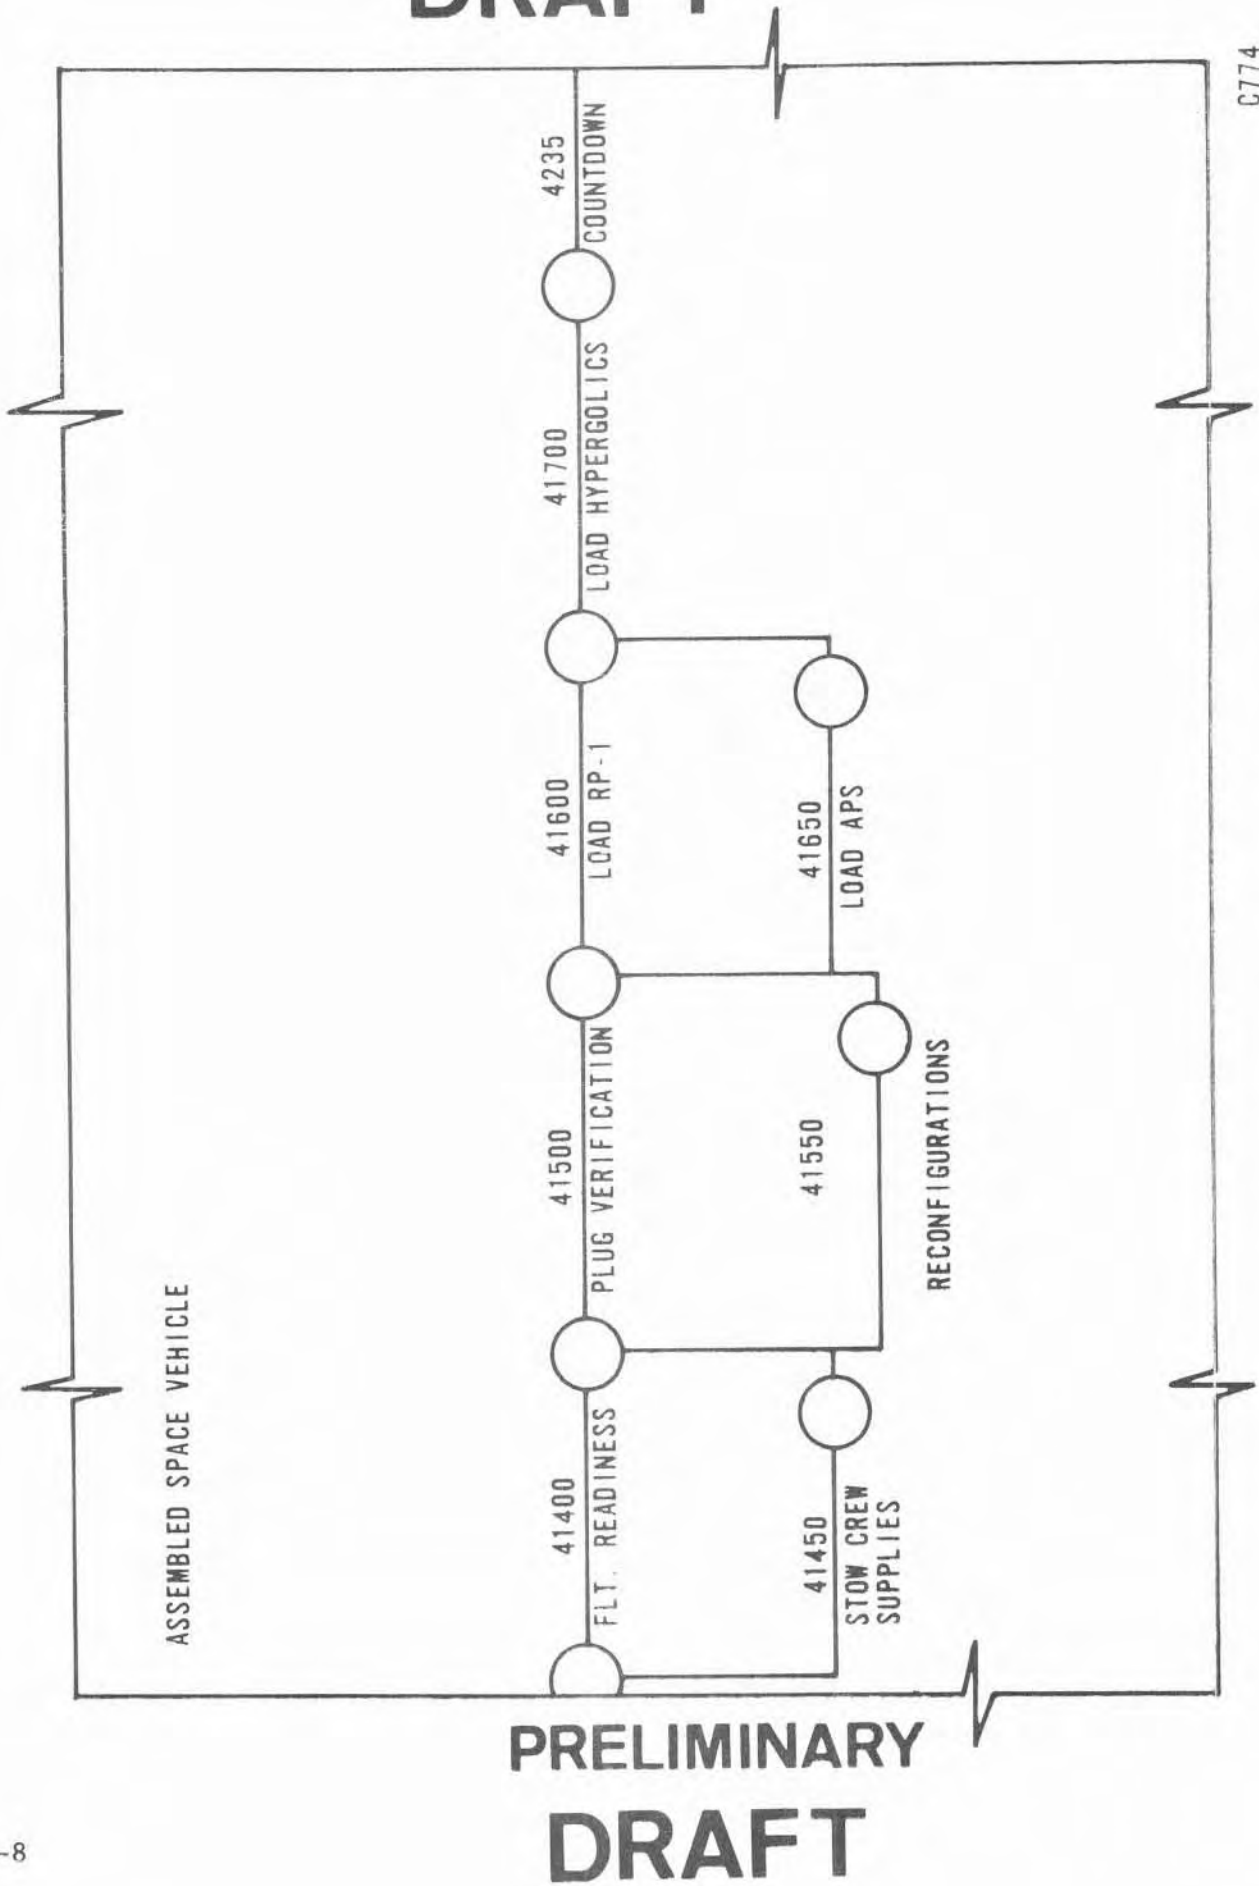 DRAFT
C774
ASSEMBLED SPACE VEHICLE
41400
FLT. READINESS
41500
PLUG VERIFICATION
41600
LOAD RP-1
41700
LOAD HYPERGOLICS
4235
COUNTDOWN
41450
STOW CREW
SUPPLIES
41550
RECONFIGURATIONS
41650
LOAD APS
PRELIMINARY
DRAFT
-8